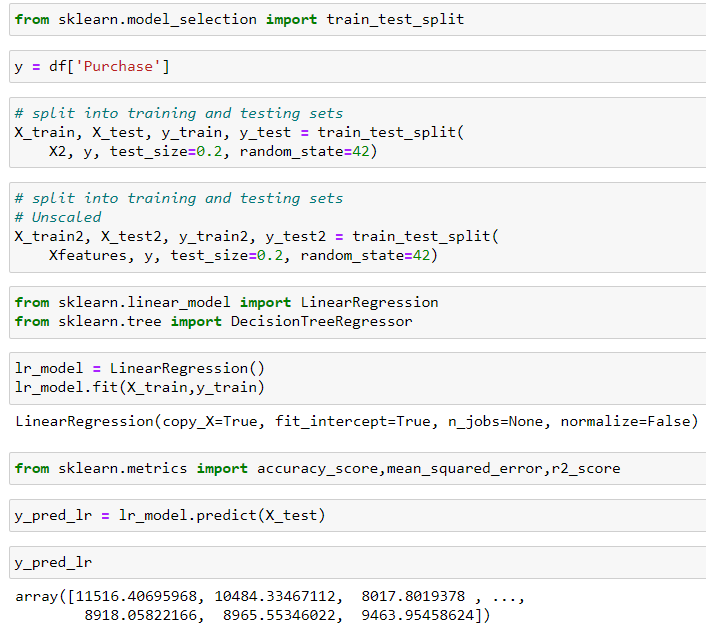 from sklearn.model_selection import train_test_split
y = df['Purchase']
# split into training and testing sets
X_train, X_test, y_train, y_test = train_test_split(
    X2, y, test_size=0.2, random_state=42)
# split into training and testing sets
# Unscaled
X_train2, X_test2, y_train2, y_test2 = train_test_split(
    Xfeatures, y, test_size=0.2, random_state=42)
from sklearn.linear_model import LinearRegression
from sklearn.tree import DecisionTreeRegressor
lr_model = LinearRegression()
lr_model.fit(X_train,y_train)
LinearRegression(copy_X=True, fit_intercept=True, n_jobs=None, normalize=False)
from sklearn.metrics import accuracy_score,mean_squared_error,r2_score
y_pred_lr = lr_model.predict(X_test)
y_pred_lr
array([11516.40695968, 10484.33467112,  8017.8019378 , ...,
        8918.05822166,  8965.55346022,  9463.95458624])